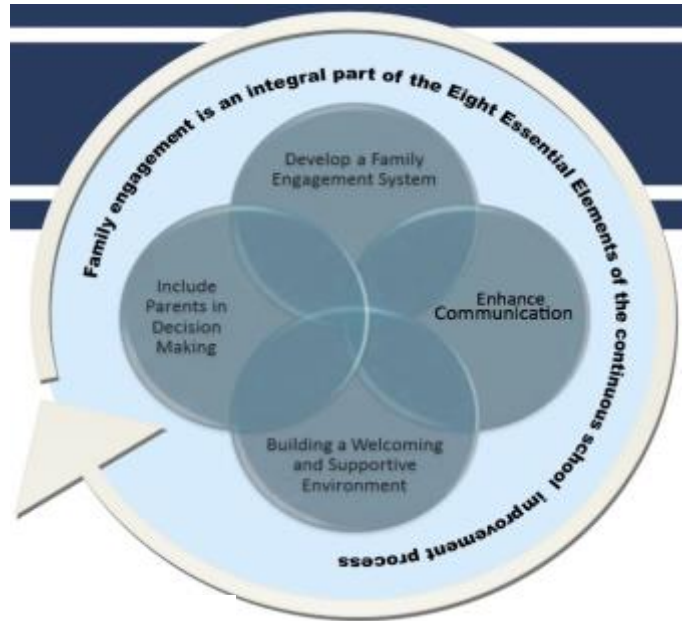 Family engagement is an integral part of the Eight Essential Elements of the continuous school improvement process
Develop a Family
Engagement System
Include
Parents in
Decision
Making
Enhance
Communication
Building a Welcoming
and Supportive
Environment